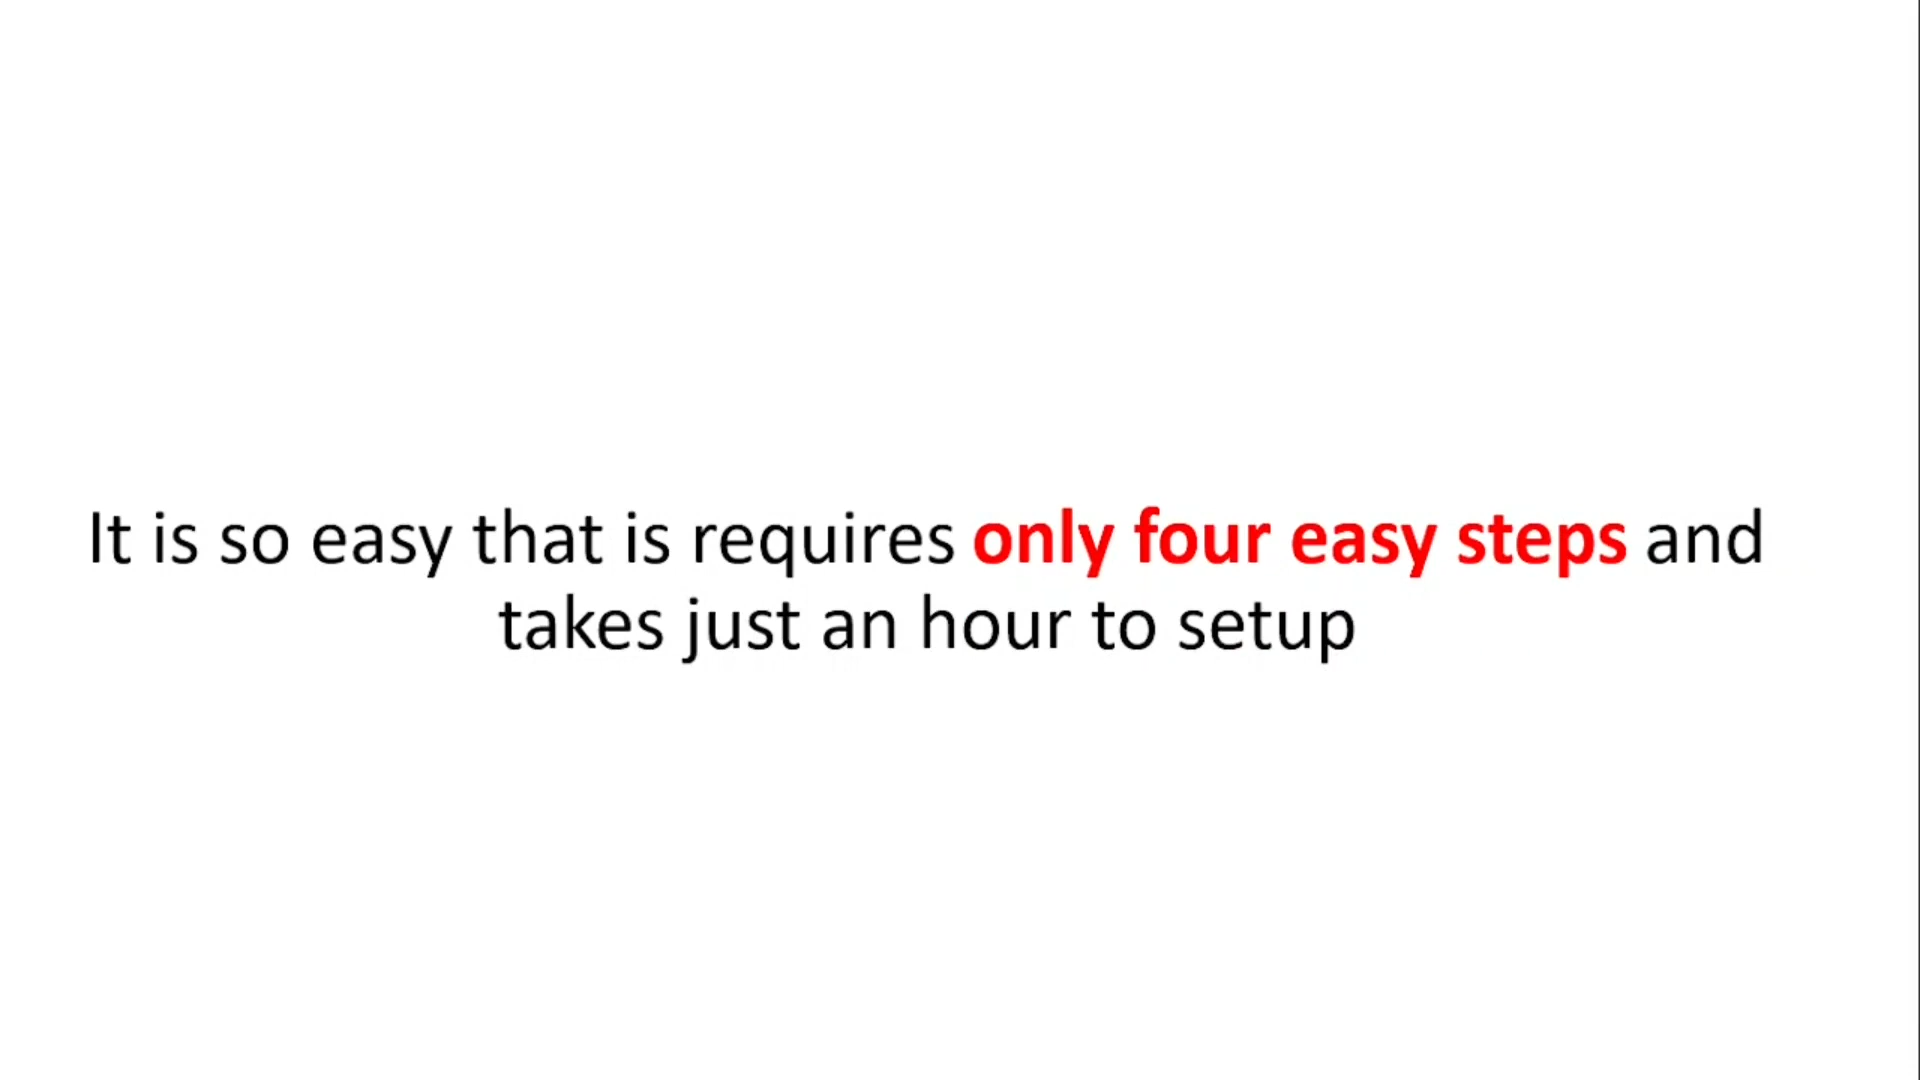 It is so easy that is requires only four easy steps and
takes just an hour to setup